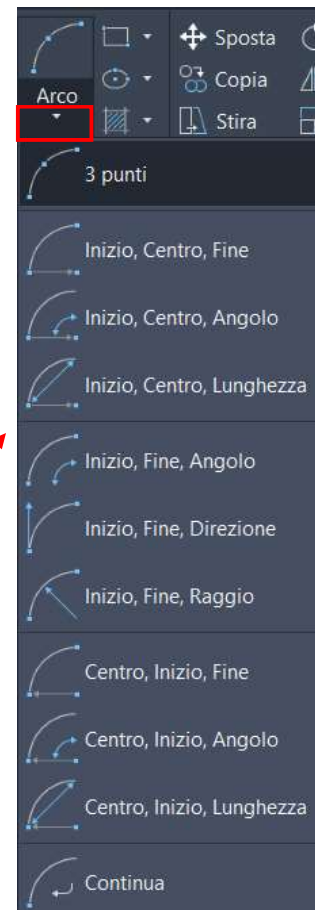 Sposta
Copia
Arco
Stira
3 punti
Inizio, Centro, Fine
Inizio, Centro, Angolo
Inizio, Centro, Lunghezza
Inizio, Fine, Angolo
Inizio, Fine, Direzione
Inizio, Fine, Raggio
Centro, Inizio, Fine
Centro, Inizio, Angolo
Centro, Inizio, Lunghezza
Continua